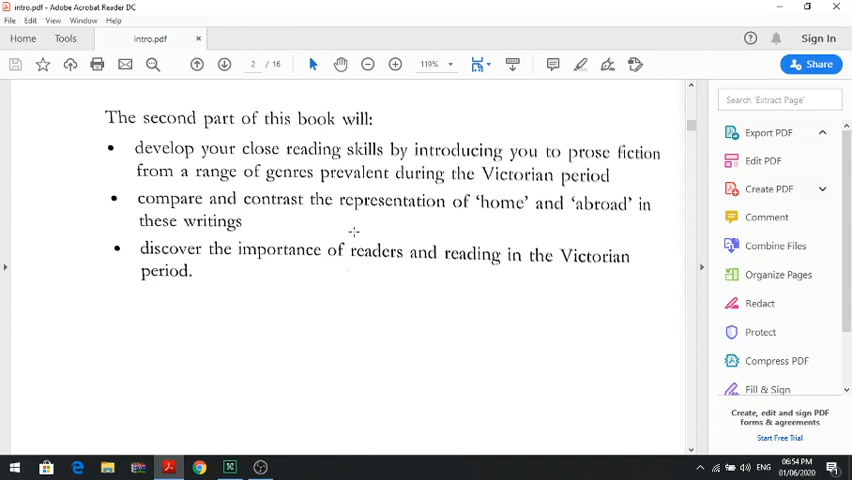 intro.pdf - Adobe Acrobat Reader DC
File Edit View Window Help
Home Tools intro.pdf × Sign In
2 / 16 119% Share
The second part of this book will:
• develop your close reading skills by introducing you to prose fiction
from a range of genres prevalent during the Victorian period
• compare and contrast the representation of ‘home’ and ‘abroad’ in
these writings
• discover the importance of readers and reading in the Victorian
period.
Search 'Extract Page'
Export PDF
Edit PDF
Create PDF
Comment
Combine Files
Organize Pages
Redact
Protect
Compress PDF
Fill & Sign
Create, edit and sign PDF
forms & agreements
Start Free Trial
ENG
06:54 PM
01/06/2020